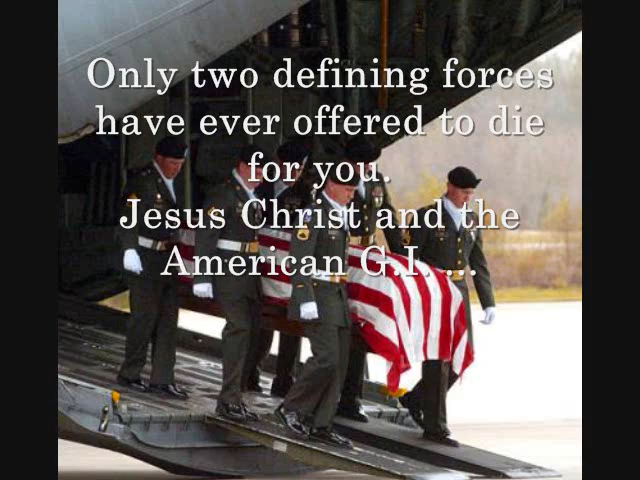 Only two defining forces
have ever offered to die
for you.
Jesus Christ and the
American G.I. ...